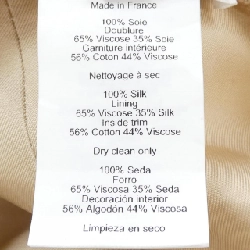 Made in France
100% Soie
Doublure
65% Viscose 35% Soie
Garniture intérieure
56% Coton 44% Viscose
Nettoyage à sec
100% Silk
Lining
65% Viscose 35% Silk
Ins de trim
56% Cotton 44% Viscose
Dry clean only
100% Seda
Forro
65% Viscosa 35% Seda
Decoración interior
56% Algodón 44% Viscosa
Limpieza en seco